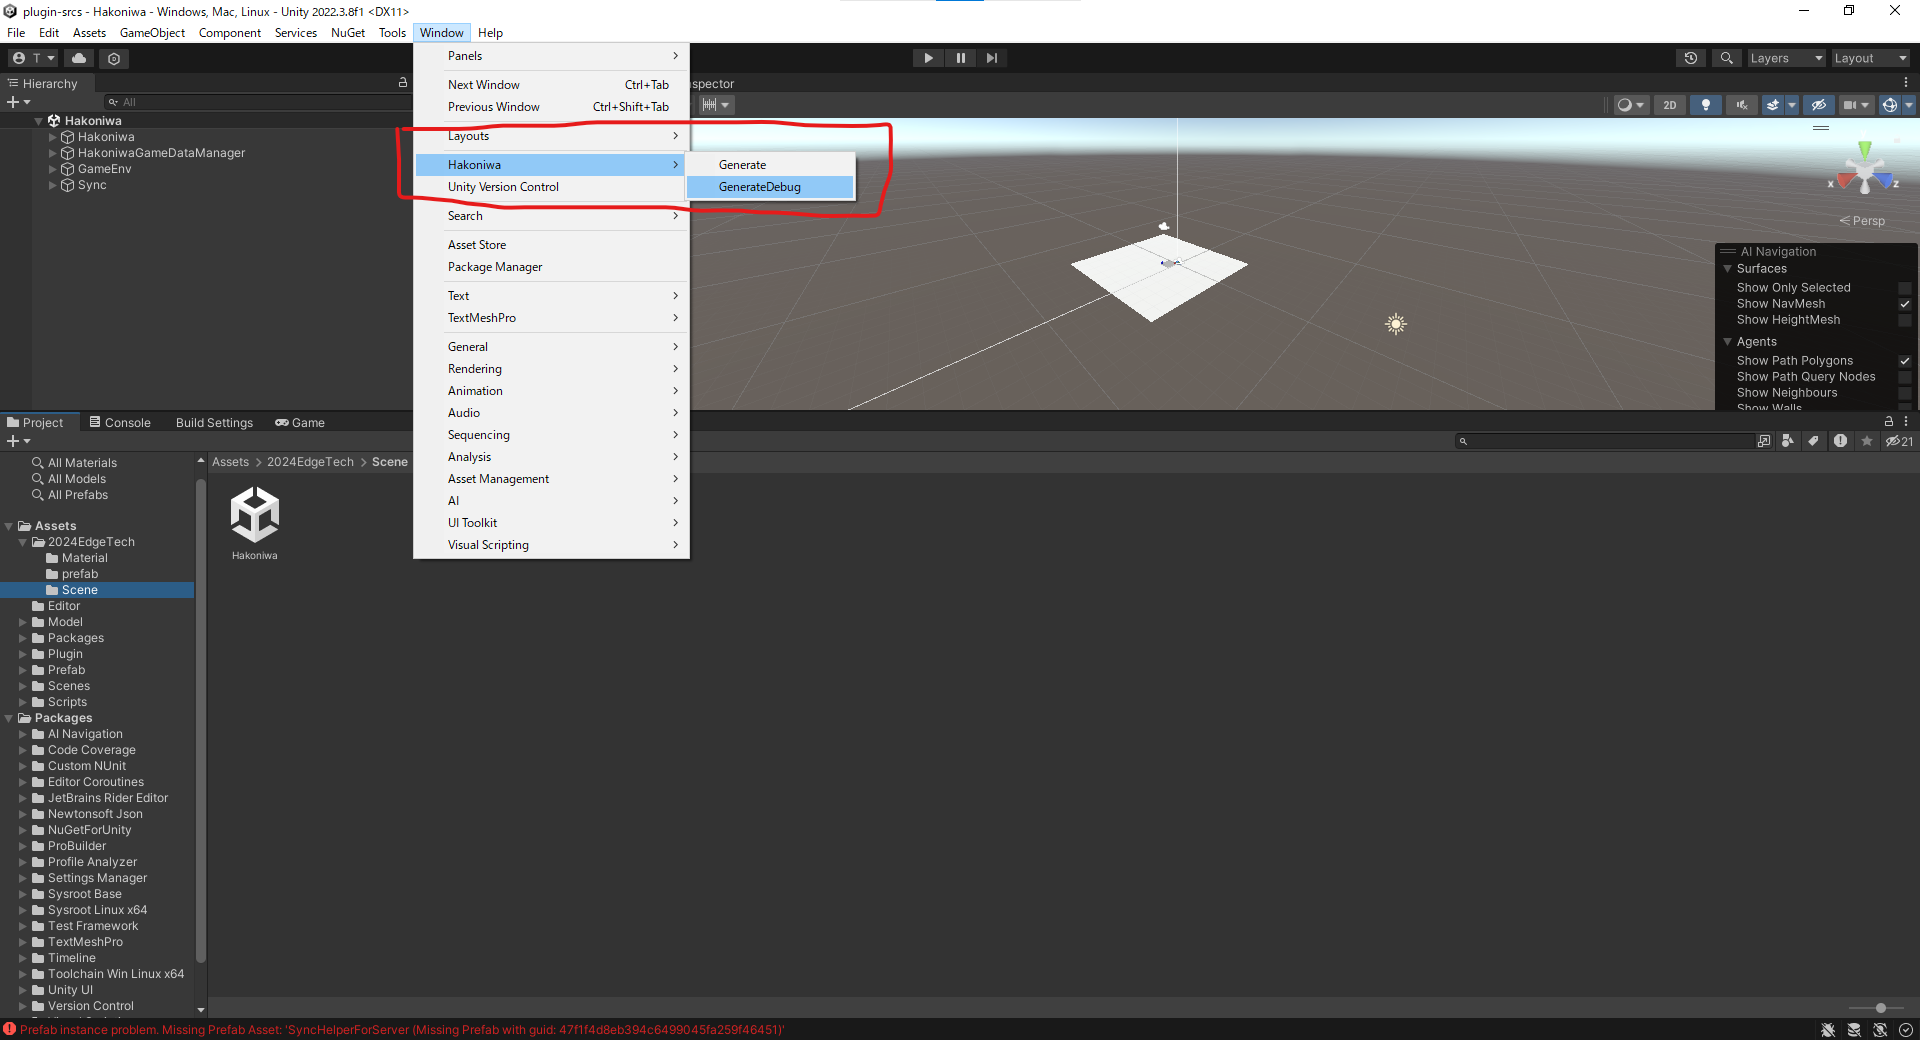 plugin-srcs - Hakoniwa - Windows, Mac, Linux - Unity 2022.3.8f1 <DX11>
File Edit Assets GameObject Component Services NuGet Tools Window Help
T
Layers
Layout
Hierarchy
All
Hakoniwa
Hakoniwa
HakoniwaGameDataManager
GameEnv
Sync
Panels
Next Window Ctrl+Tab
Previous Window Ctrl+Shift+Tab
Layouts
Hakoniwa
Unity Version Control
Search
Asset Store
Package Manager
Text
TextMeshPro
General
Rendering
Animation
Audio
Sequencing
Analysis
Asset Management
AI
UI Toolkit
Visual Scripting
Generate
GenerateDebug
spector
2D
x
z
Persp
AI Navigation
Surfaces
Show Only Selected
Show NavMesh
Show HeightMesh
Agents
Show Path Polygons
Show Path Query Nodes
Show Neighbours
Show Walls
Project Console Build Settings Game
21
All Materials
All Models
All Prefabs
Assets
2024EdgeTech
Material
prefab
Scene
Editor
Model
Packages
Plugin
Prefab
Scenes
Scripts
Packages
AI Navigation
Code Coverage
Custom NUnit
Editor Coroutines
JetBrains Rider Editor
Newtonsoft Json
NuGetForUnity
ProBuilder
Profile Analyzer
Settings Manager
Sysroot Base
Sysroot Linux x64
Test Framework
TextMeshPro
Timeline
Toolchain Win Linux x64
Unity UI
Version Control
Assets > 2024EdgeTech > Scene
Hakoniwa
Prefab instance problem. Missing Prefab Asset: 'SyncHelperForServer (Missing Prefab with guid: 47f1f4d8eb394c6499045fa259f46451)'